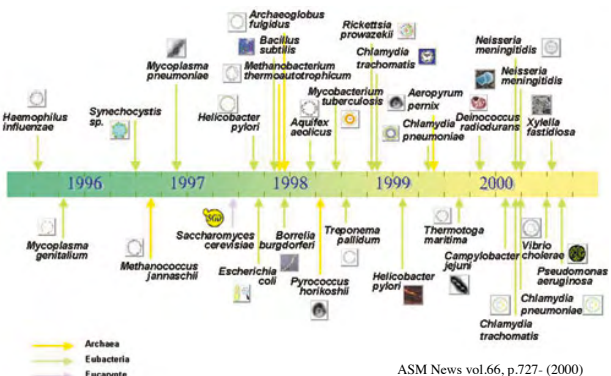 Archaeoglobus
fulgidus
Bacillus
subtilis
Methanobacterium
thermoautotrophicum
Mycoplasma
pneumoniae
Rickettsia
prowazekii
Chlamydia
trachomatis
Neisseria
meningitidis
Neisseria
meningitidis
Haemophilus
influenzae
Synechocystis
sp.
Helicobacter
pylori
Aquifex
aeolicus
Mycobacterium
tuberculosis
Aeropyrum
pernix
Chlamydia
pneumoniae
Deinococcus
radiodurans
Xylella
fastidiosa
1996 1997 1998 1999 2000
Mycoplasma
genitalium
Methanococcus
jannaschii
SGD
Saccharomyces
cerevisiae
Escherichia
coli
Borrelia
burgdorferi
Pyrococcus
horikoshii
Treponema
pallidum
Helicobacter
pylori
Thermotoga
maritima
Campylobacter
jejuni
Vibrio
cholerae
Pseudomonas
aeruginosa
Chlamydia
pneumoniae
Chlamydia
trachomatis
Archaea
Eubacteria
Eucaryote
ASM News vol.66, p.727- (2000)